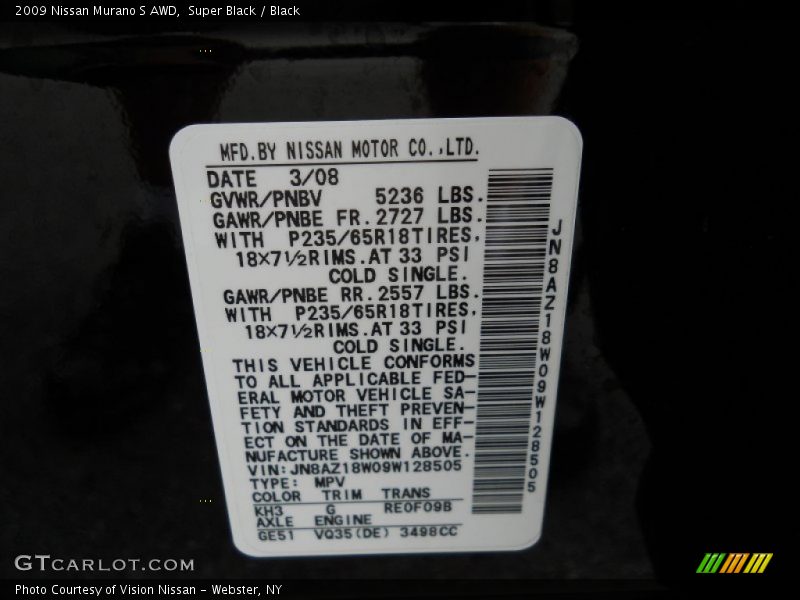 2009 Nissan Murano S AWD,  Super Black / Black
MFD.BY NISSAN MOTOR CO.,LTD.
DATE 3/08
GVWR/PNBV 5236 LBS.
GAWR/PNBE FR.2727 LBS.
WITH P235/65R18TIRES,
18×7½RIMS.AT 33 PSI
COLD SINGLE.
GAWR/PNBE RR.2557 LBS.
WITH P235/65R18TIRES,
18×7½RIMS.AT 33 PSI
COLD SINGLE.
THIS VEHICLE CONFORMS
TO ALL APPLICABLE FED-
ERAL MOTOR VEHICLE SA-
FETY AND THEFT PREVEN-
TION STANDARDS IN EFF-
ECT ON THE DATE OF MA-
NUFACTURE SHOWN ABOVE.
VIN:JN8AZ18W09W128505
TYPE: MPV
COLOR TRIM TRANS
KH3 G RE0F09B
AXLE ENGINE
GE51 VQ35(DE) 3498CC
JN8AZ18W09W128505
GTCARLOT.COM
Photo Courtesy of Vision Nissan - Webster, NY